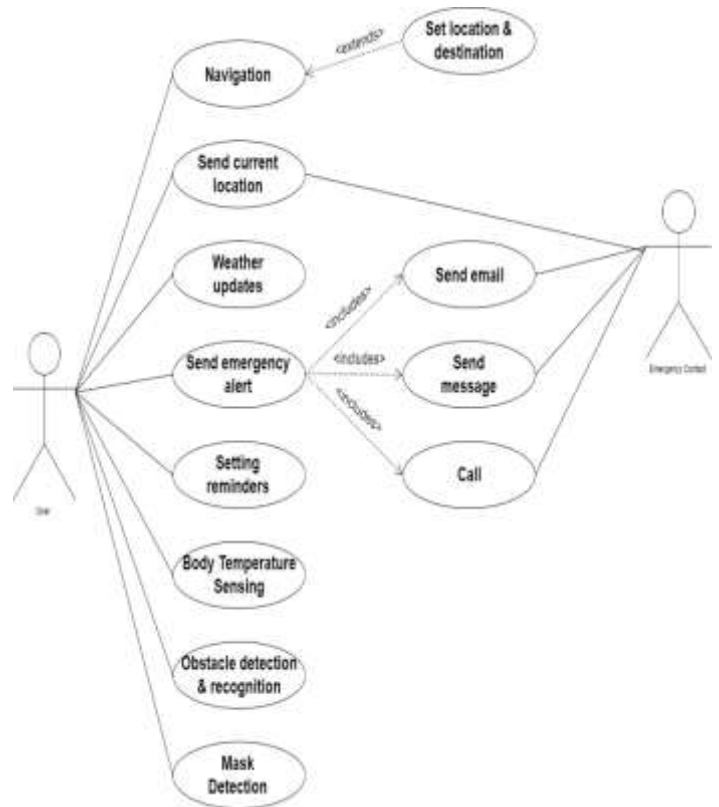 Set location &
destination
<extends>
Navigation
Send current
location
Weather
updates
Send email
<includes>
Send emergency
alert
<includes>
Send
message
<includes>
Emergency Contact
Setting
reminders
Call
User
Body Temperature
Sensing
Obstacle detection
& recognition
Mask
Detection